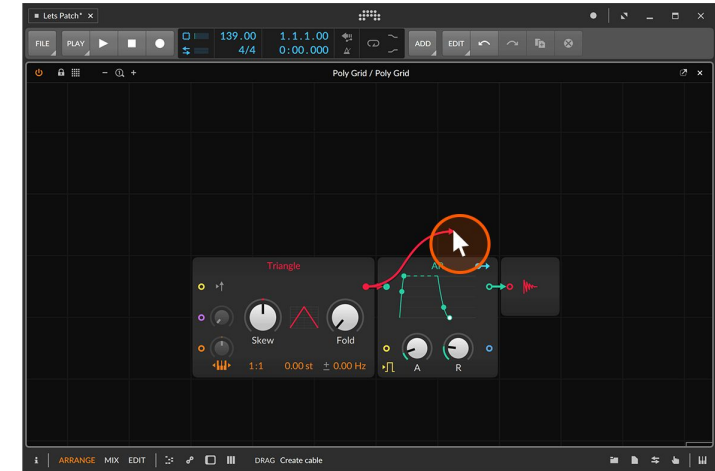 Lets Patch* ×
FILE PLAY 139.00 1.1.1.00 ADD EDIT
4/4 0:00.000
Poly Grid / Poly Grid
Triangle
Skew Fold
1:1 0.00 st ± 0.00 Hz
A R
i ARRANGE MIX EDIT DRAG Create cable